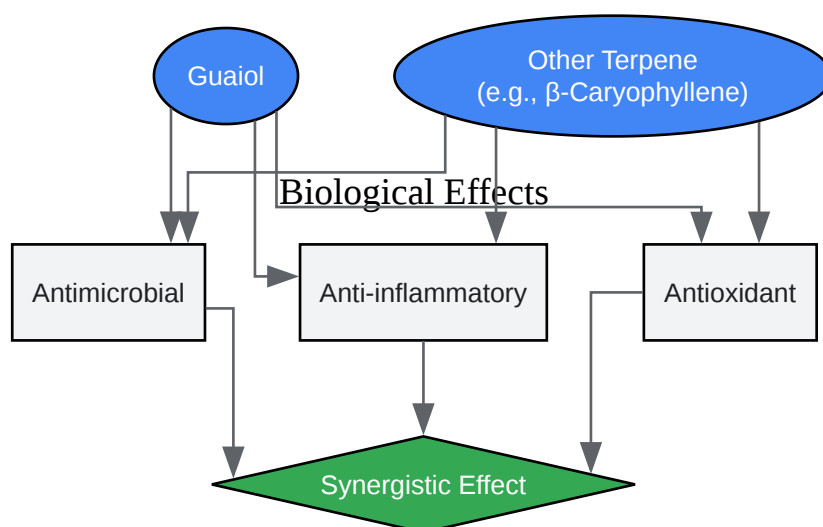 Guaiol
Other Terpene
(e.g., β-Caryophyllene)
Biological Effects
Antimicrobial
Anti-inflammatory
Antioxidant
Synergistic Effect